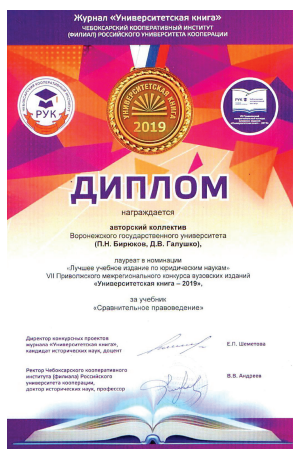 Журнал «Университетская книга»
ЧЕБОКСАРСКИЙ КООПЕРАТИВНЫЙ ИНСТИТУТ
(ФИЛИАЛ) РОССИЙСКОГО УНИВЕРСИТЕТА КООПЕРАЦИИ
УНИВЕРСИТЕТСКАЯ КНИГА
2019
РУК
РУК
ДИПЛОМ
награждается
авторский коллектив
Воронежского государственного университета
(П.Н. Бирюков, Д.В. Галушко),
лауреат в номинации
«Лучшее учебное издание по юридическим наукам»
VII Приволжского межрегионального конкурса вузовских изданий
«Университетская книга – 2019»,
за учебник
«Сравнительное правоведение»
Директор конкурсных проектов
журнала «Университетская книга»,
кандидат исторических наук, доцент
Е.П. Шеметова
Ректор Чебоксарского кооперативного
института (филиала) Российского
университета кооперации,
доктор исторических наук, профессор
В.В. Андреев